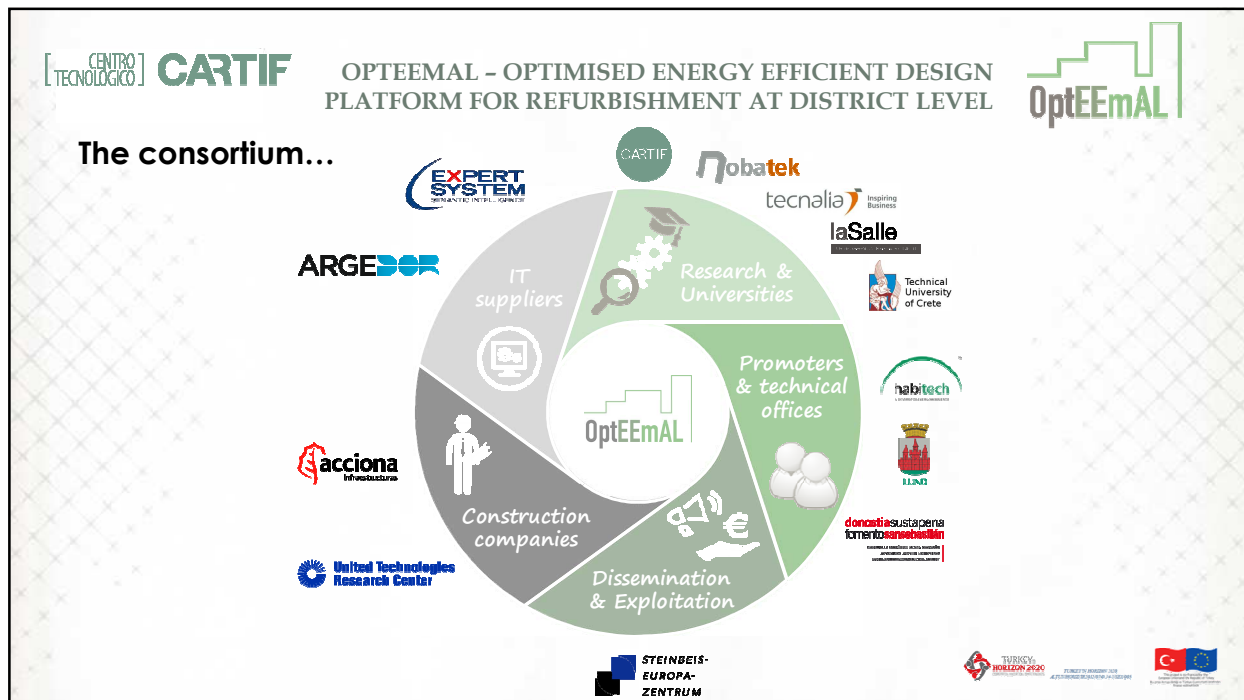 [ CENTRO
TECNOLÓGICO ] CARTIF
OPTEEMAL – OPTIMISED ENERGY EFFICIENT DESIGN
PLATFORM FOR REFURBISHMENT AT DISTRICT LEVEL
OptEEmAL
The consortium…
CARTIF
nobatek
EXPERT
SYSTEM
SEMANTIC INTELLIGENCE
tecnalia Inspiring
Business
laSalle
ARGEDOR
IT
suppliers
Research &
Universities
Technical
University
of Crete
Promoters
& technical
offices
habitech
OptEEmAL
LUND
acciona
Infraestructuras
Construction
companies
donostiasustapena
fomentosansebastián
United Technologies
Research Center
Dissemination
& Exploitation
STEINBEIS-
EUROPA-
ZENTRUM
TURKEY in
HORIZON 2020